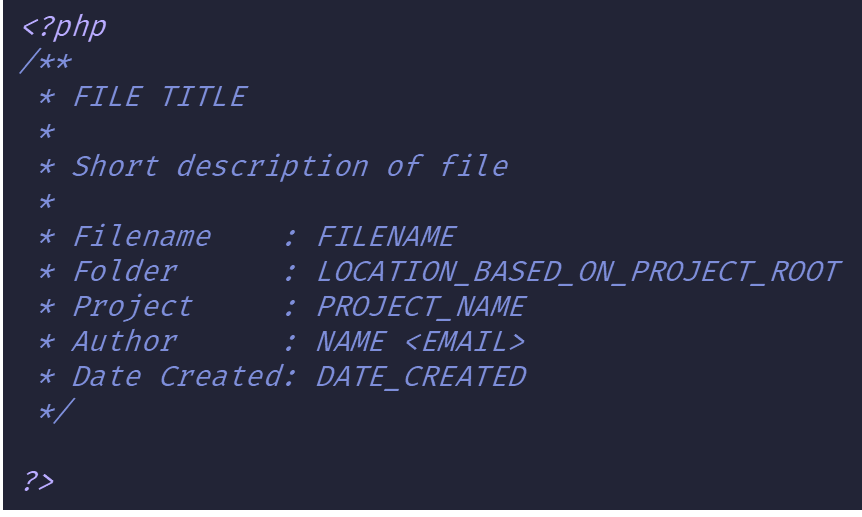 <?php
/**
 * FILE TITLE
 *
 * Short description of file
 *
 * Filename    : FILENAME
 * Folder      : LOCATION_BASED_ON_PROJECT_ROOT
 * Project     : PROJECT_NAME
 * Author      : NAME <EMAIL>
 * Date Created: DATE_CREATED
 */

?>